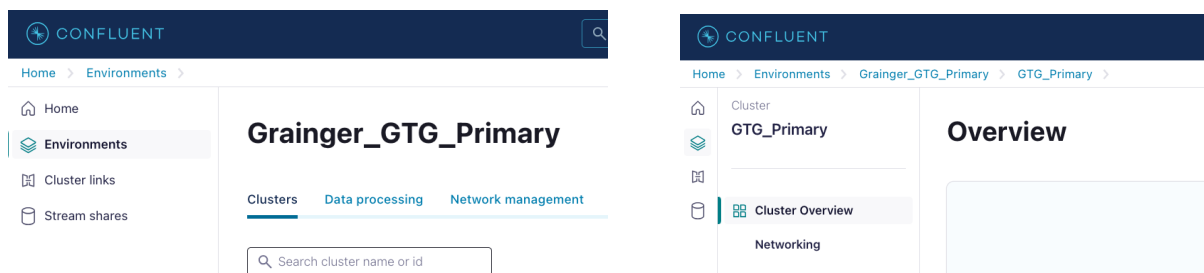 CONFLUENT
Home > Environments >
Home
Environments
Cluster links
Stream shares
Grainger_GTG_Primary
Clusters Data processing Network management
Search cluster name or id
CONFLUENT
Home > Environments > Grainger_GTG_Primary > GTG_Primary >
Cluster
GTG_Primary
Cluster Overview
Networking
Overview